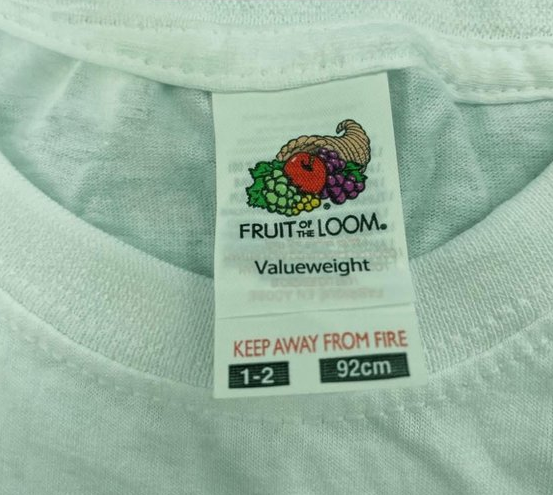 FRUIT OF THE LOOM®
Valueweight
KEEP AWAY FROM FIRE
1-2 92cm